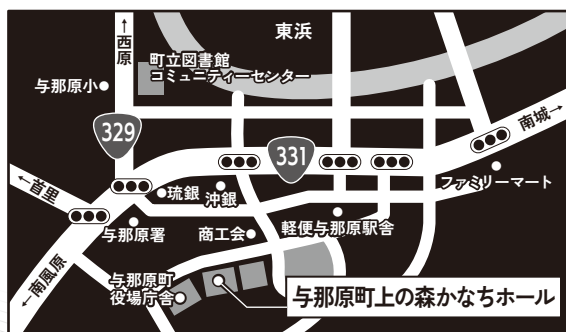 ←西原
東浜
町立図書館
コミュニティーセンター
与那原小
329
南城→
331
←首里
琉銀
沖銀
ファミリーマート
与那原署
商工会
軽便与那原駅舎
←南風原
与那原町
役場庁舎
与那原町上の森かなちホール